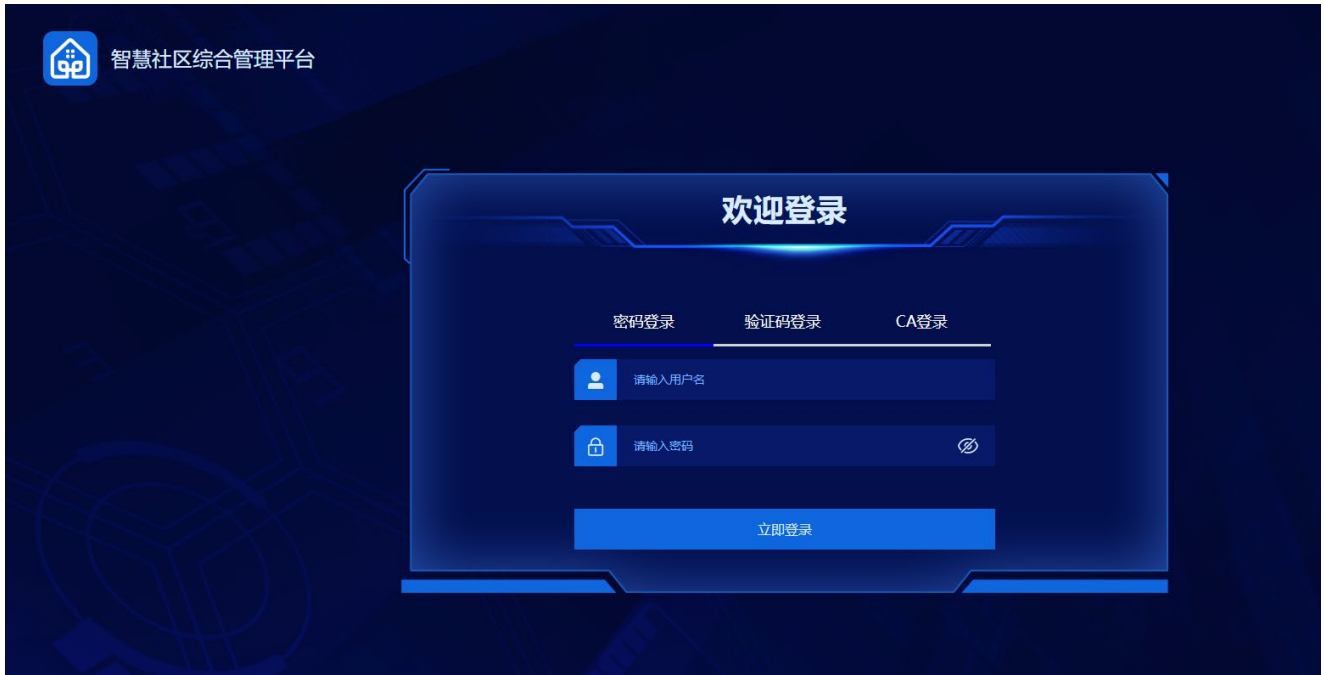 智慧社区综合管理平台
欢迎登录
密码登录 验证码登录 CA登录
请输入用户名
请输入密码
立即登录